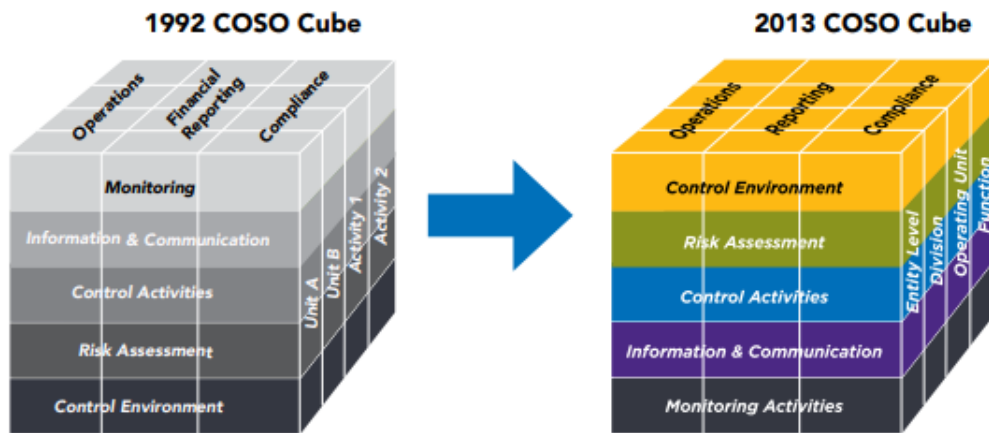 1992 COSO Cube
Operations
Financial
Reporting
Compliance
Monitoring
Information & Communication
Control Activities
Risk Assessment
Control Environment
Unit A
Unit B
Activity 1
Activity 2
2013 COSO Cube
Operations
Reporting
Compliance
Control Environment
Risk Assessment
Control Activities
Information & Communication
Monitoring Activities
Entity Level
Division
Operating Unit
Function